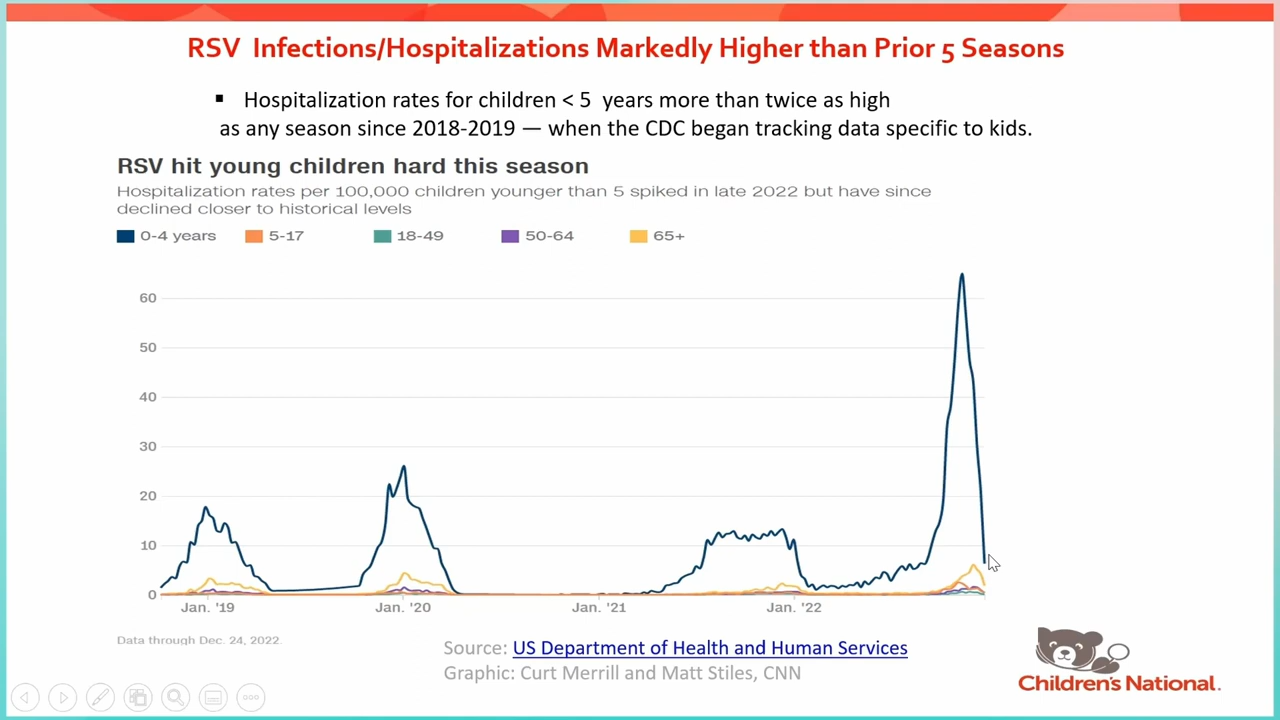 RSV Infections/Hospitalizations Markedly Higher than Prior 5 Seasons
▪ Hospitalization rates for children < 5 years more than twice as high
as any season since 2018-2019 — when the CDC began tracking data specific to kids.
RSV hit young children hard this season
Hospitalization rates per 100,000 children younger than 5 spiked in late 2022 but have since
declined closer to historical levels
0-4 years 5-17 18-49 50-64 65+
60
50
40
30
20
10
0
Jan. '19 Jan. '20 Jan. '21 Jan. '22
Data through Dec. 24, 2022.
Source: US Department of Health and Human Services
Graphic: Curt Merrill and Matt Stiles, CNN
Children's National.